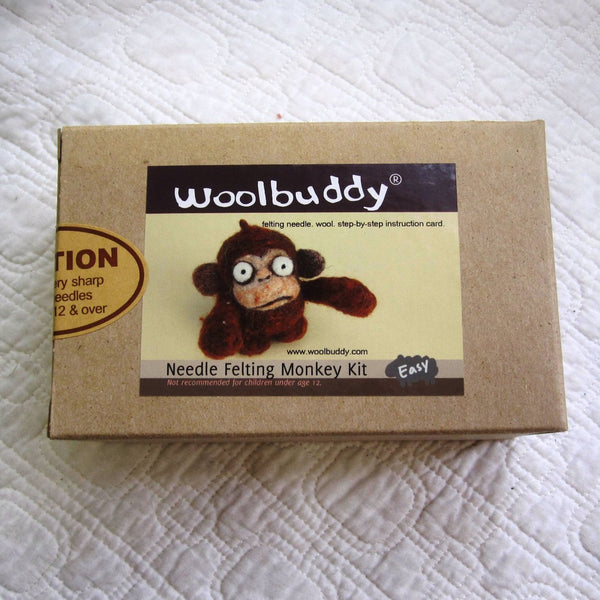 woolbuddy®
felting needle. wool. step-by-step instruction card.
TION
ry sharp
eedles
12 & over
www.woolbuddy.com
Needle Felting Monkey Kit
Easy
Not recommended for children under age 12.